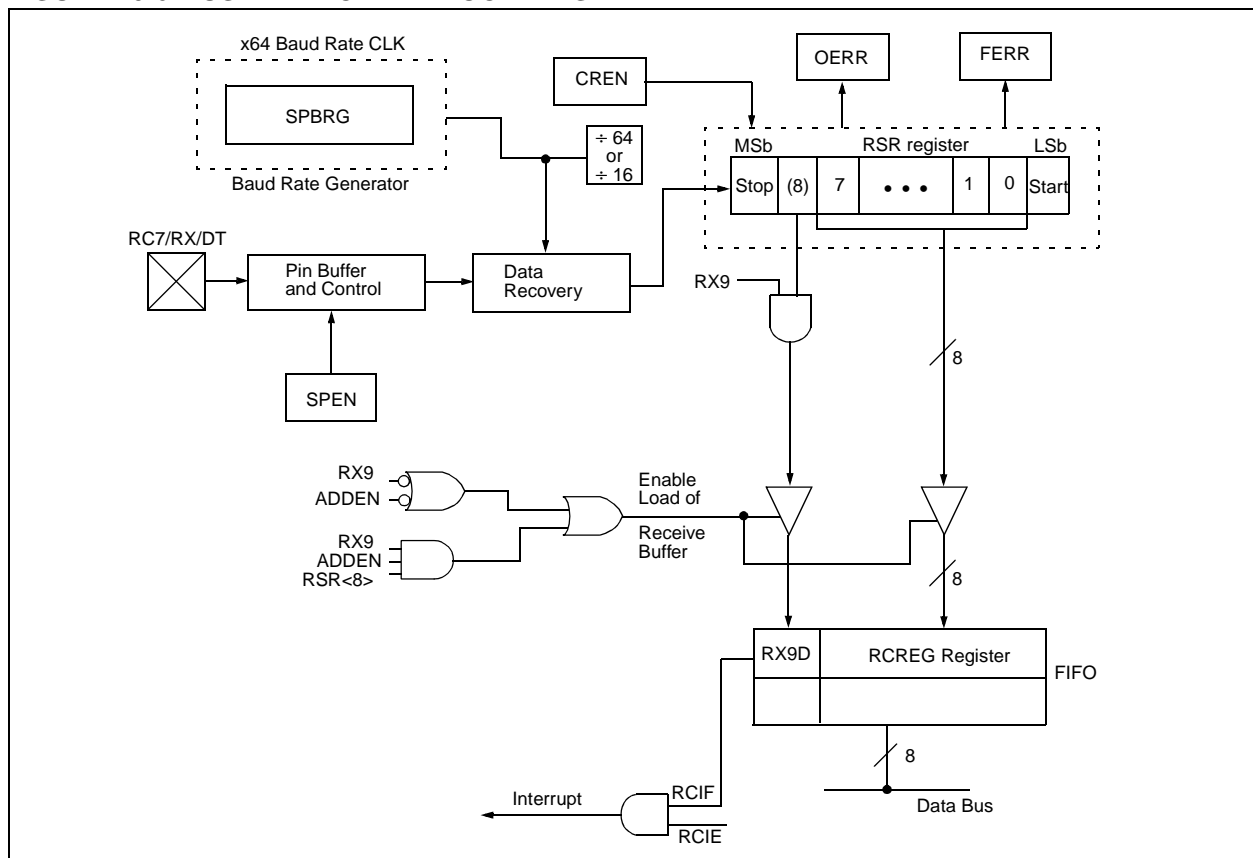 x64 Baud Rate CLK
SPBRG
Baud Rate Generator
CREN
OERR
FERR
÷ 64
or
÷ 16
MSb
RSR register
LSb
Stop
(8)
7
• • •
1
0
Start
RC7/RX/DT
Pin Buffer
and Control
Data
Recovery
RX9
SPEN
8
RX9
ADDEN
RX9
ADDEN
RSR<8>
Enable
Load of
Receive
Buffer
8
RX9D
RCREG Register
FIFO
8
Data Bus
Interrupt
RCIF
RCIE